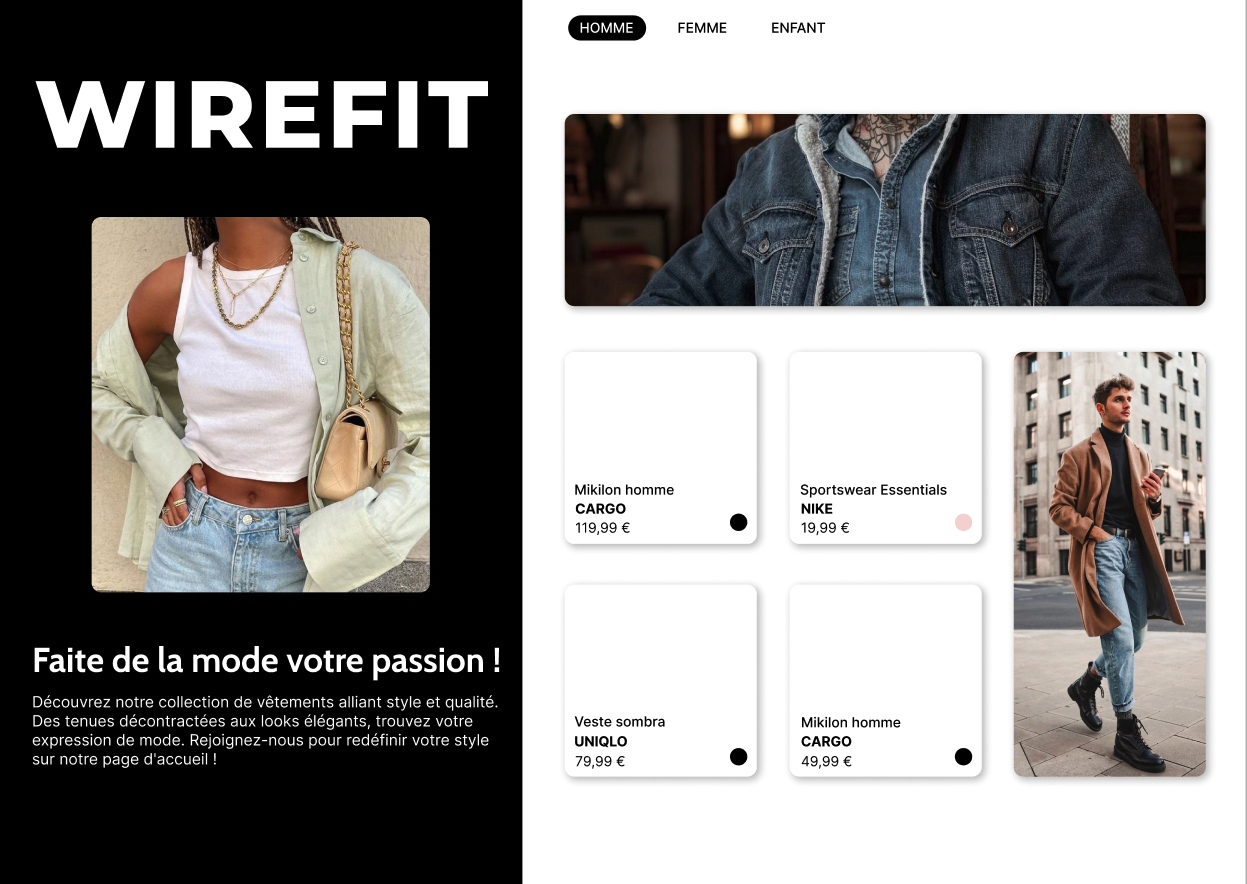 WIREFIT
Faite de la mode votre passion !
Découvrez notre collection de vêtements alliant style et qualité.
Des tenues décontractées aux looks élégants, trouvez votre
expression de mode. Rejoignez-nous pour redéfinir votre style
sur notre page d'accueil !
HOMME
FEMME
ENFANT
Mikilon homme
CARGO
119,99 €
Sportswear Essentials
NIKE
19,99 €
Veste sombra
UNIQLO
79,99 €
Mikilon homme
CARGO
49,99 €